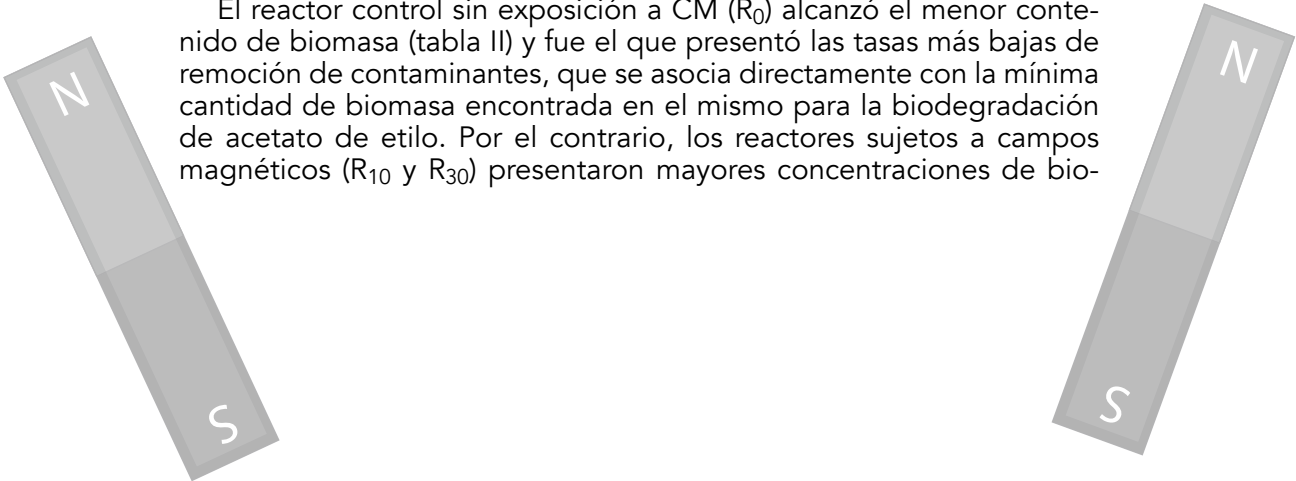 El reactor control sin exposición a CM (R₀) alcanzó el menor conte-
nido de biomasa (tabla II) y fue el que presentó las tasas más bajas de
remoción de contaminantes, que se asocia directamente con la mínima
cantidad de biomasa encontrada en el mismo para la biodegradación
de acetato de etilo. Por el contrario, los reactores sujetos a campos
magnéticos (R₁₀ y R₃₀) presentaron mayores concentraciones de bio-
N
S
N
S